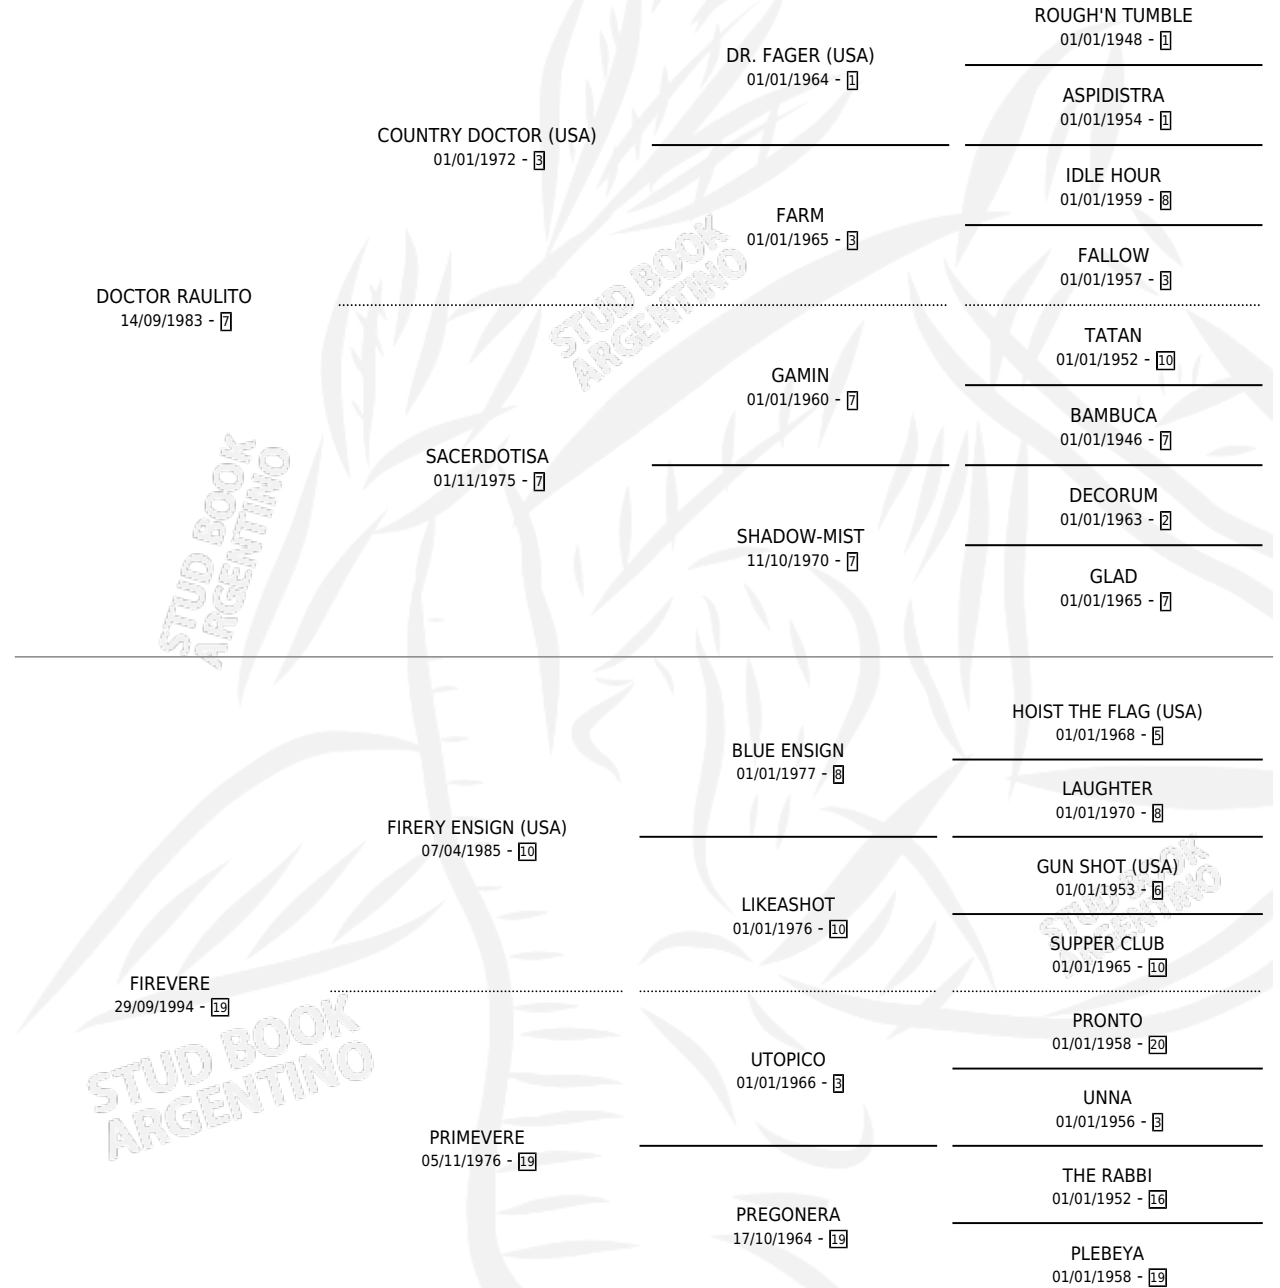 ROUGH'N TUMBLE
01/01/1948 - 1
DR. FAGER (USA)
01/01/1964 - 1
ASPIDISTRA
01/01/1954 - 1
COUNTRY DOCTOR (USA)
01/01/1972 - 3
IDLE HOUR
01/01/1959 - 8
FARM
01/01/1965 - 3
FALLOW
01/01/1957 - 3
DOCTOR RAULITO
14/09/1983 - 7
TATAN
01/01/1952 - 10
GAMIN
01/01/1960 - 7
BAMBUCA
01/01/1946 - 7
SACERDOTISA
01/11/1975 - 7
DECORUM
01/01/1963 - 2
SHADOW-MIST
11/10/1970 - 7
GLAD
01/01/1965 - 7
HOIST THE FLAG (USA)
01/01/1968 - 5
BLUE ENSIGN
01/01/1977 - 8
LAUGHTER
01/01/1970 - 8
FIRERY ENSIGN (USA)
07/04/1985 - 10
GUN SHOT (USA)
01/01/1953 - 6
LIKEASHOT
01/01/1976 - 10
SUPPER CLUB
01/01/1965 - 10
FIREVERE
29/09/1994 - 19
PRONTO
01/01/1958 - 20
UTOPICO
01/01/1966 - 3
UNNA
01/01/1956 - 3
PRIMEVERE
05/11/1976 - 19
THE RABBI
01/01/1952 - 16
PREGONERA
17/10/1964 - 19
PLEBEYA
01/01/1958 - 19
STUD BOOK
ARGENTINO
STUD BOOK
ARGENTINO
STUD BOOK
ARGENTINO
STUD BOOK
ARGENTINO